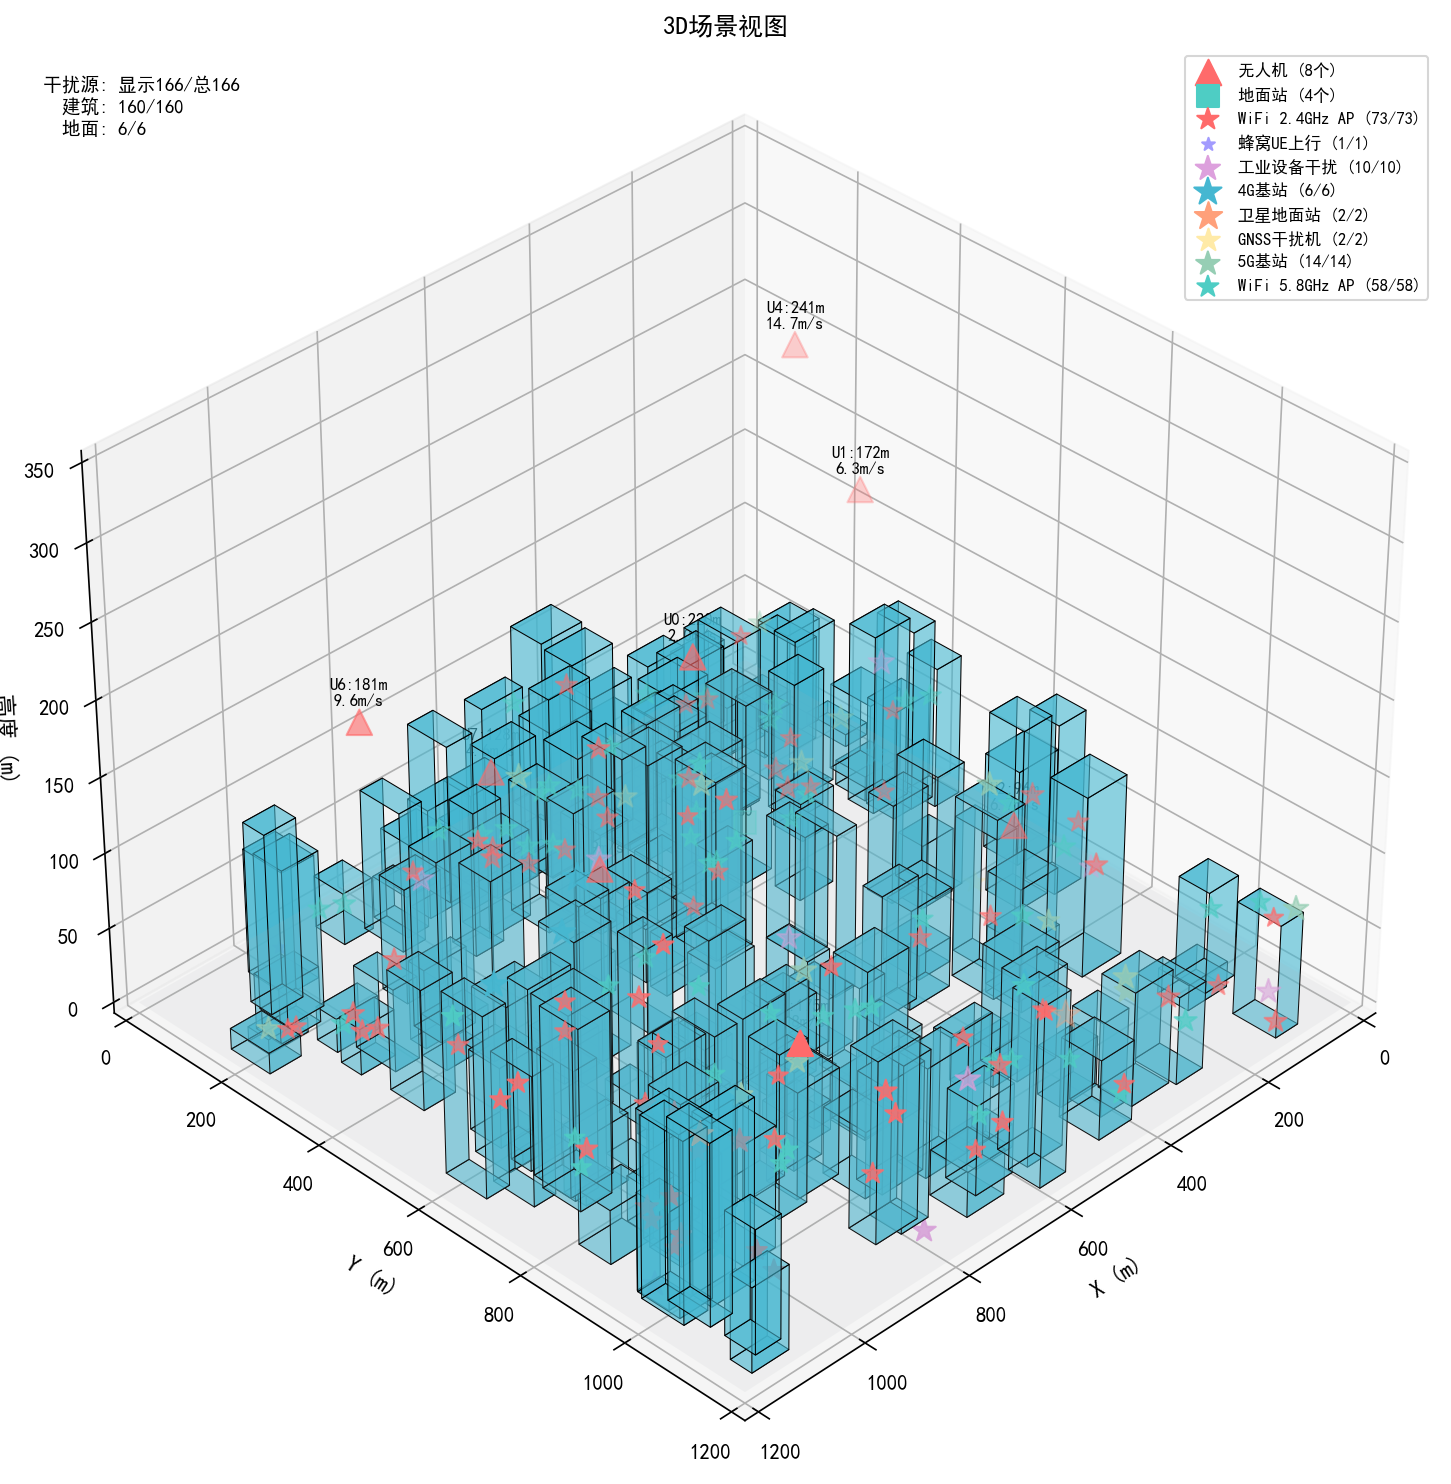 3D场景视图
干扰源: 显示166/总166
建筑: 160/160
地面: 6/6
无人机 (8个)
地面站 (4个)
WiFi 2.4GHz AP (73/73)
蜂窝UE上行 (1/1)
工业设备干扰 (10/10)
4G基站 (6/6)
卫星地面站 (2/2)
GNSS干扰机 (2/2)
5G基站 (14/14)
WiFi 5.8GHz AP (58/58)
U4:241m
14.7m/s
U1:172m
6.3m/s
U6:181m
9.6m/s
350
300
250
200
150
100
50
0
高度 (m)
0
200
400
600
800
1000
1200
Y (m)
0
200
400
600
800
1000
1200
X (m)